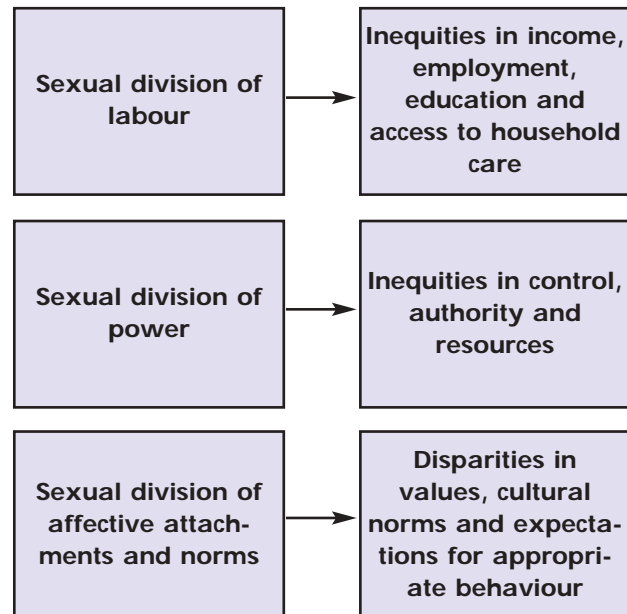 Sexual division of
labour
Inequities in income,
employment,
education and
access to household
care
Sexual division of
power
Inequities in control,
authority and
resources
Sexual division of
affective attach-
ments and norms
Disparities in
values, cultural
norms and expecta-
tions for appropri-
ate behaviour